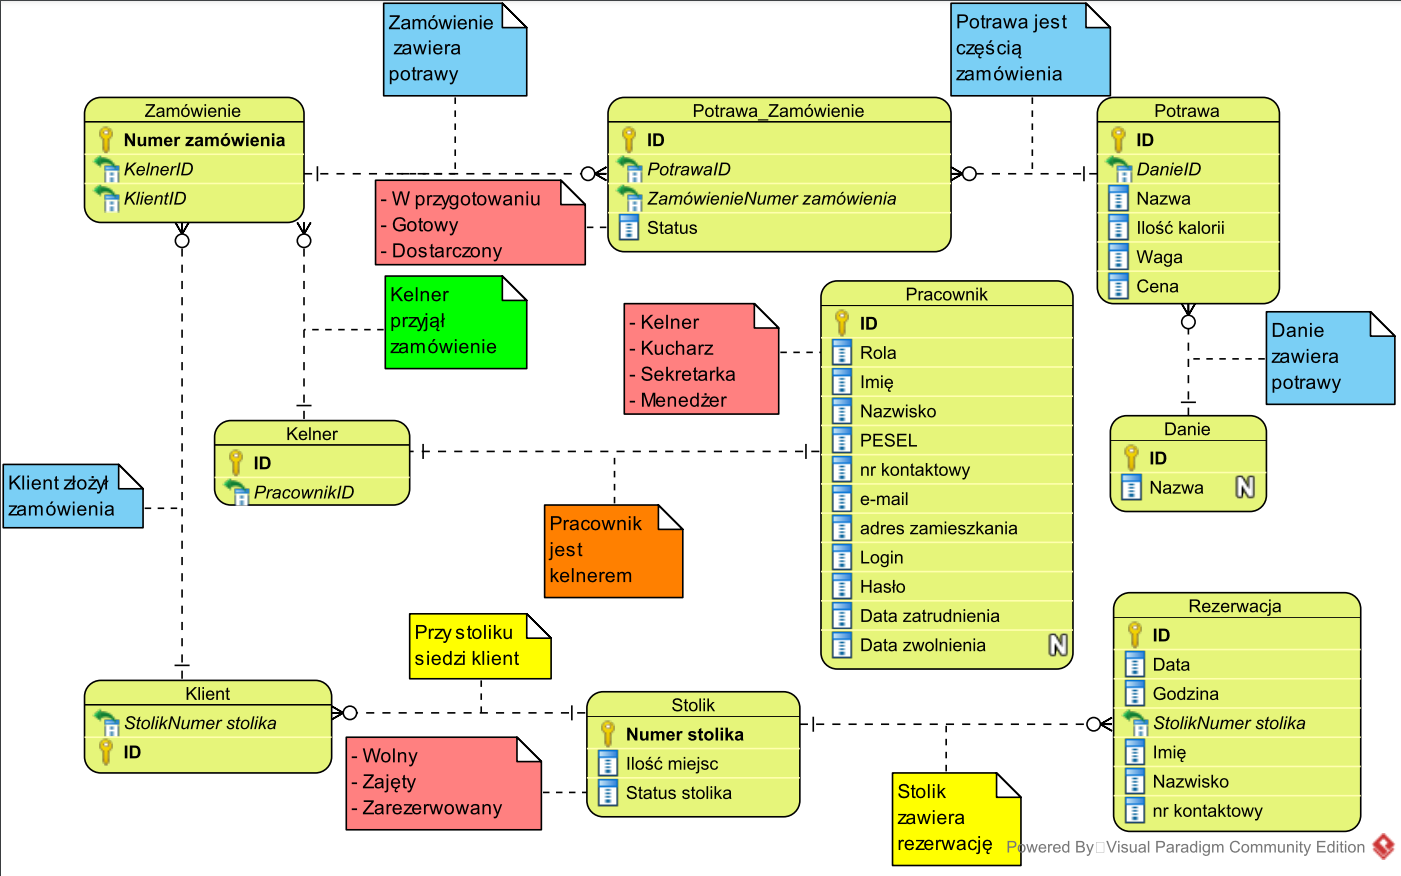 Zamówienie
zawiera
potrawy
Potrawa jest
częścią
zamówienia
Zamówienie
Numer zamówienia
KelnerID
KlientID
Potrawa_Zamówienie
ID
PotrawaID
ZamówienieNumer zamówienia
Status
Potrawa
ID
DanieID
Nazwa
Ilość kalorii
Waga
Cena
- W przygotowaniu
- Gotowy
- Dostarczony
Kelner
przyjął
zamówienie
- Kelner
- Kucharz
- Sekretarka
- Menedżer
Pracownik
ID
Rola
Imię
Nazwisko
PESEL
nr kontaktowy
e-mail
adres zamieszkania
Login
Hasło
Data zatrudnienia
Data zwolnienia N
Danie
zawiera
potrawy
Danie
ID
Nazwa N
Kelner
ID
PracownikID
Klient złożył
zamówienia
Pracownik
jest
kelnerem
Przy stoliku
siedzi klient
Klient
StolikNumer stolika
ID
Stolik
Numer stolika
Ilość miejsc
Status stolika
- Wolny
- Zajęty
- Zarezerwowany
Rezerwacja
ID
Data
Godzina
StolikNumer stolika
Imię
Nazwisko
nr kontaktowy
Stolik
zawiera
rezerwację
Powered By Visual Paradigm Community Edition